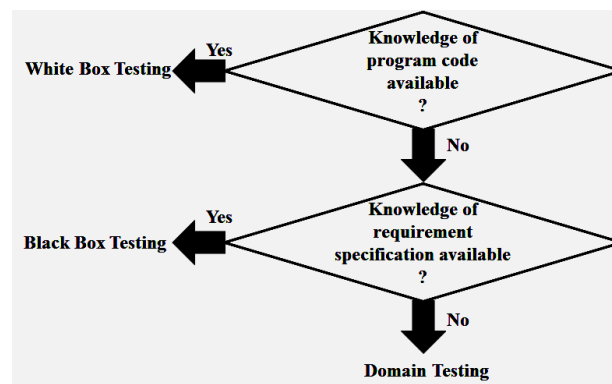 Knowledge of
program code
available
?
Yes
White Box Testing
No
Knowledge of
requirement
specification available
?
Yes
Black Box Testing
No
Domain Testing